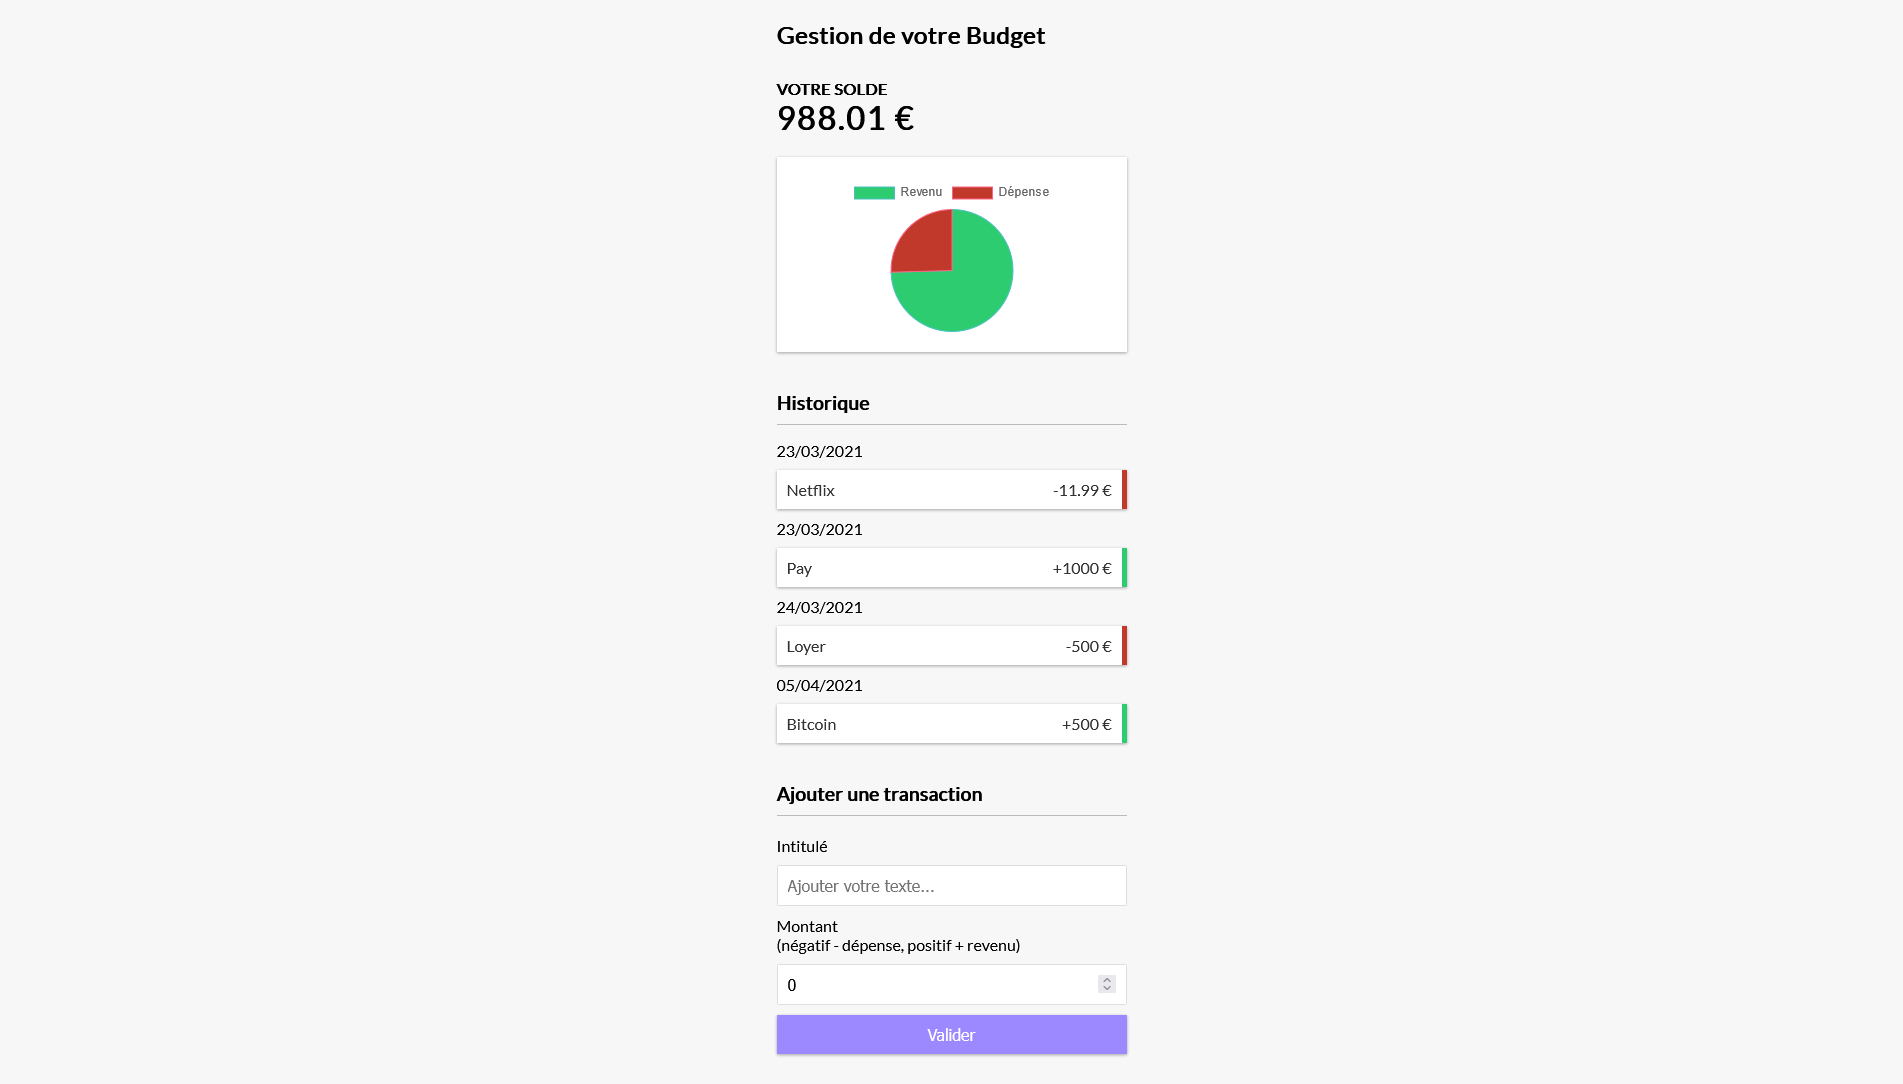 Gestion de votre Budget
VOTRE SOLDE
988.01 €
Revenu Dépense
Historique
23/03/2021
Netflix -11.99 €
23/03/2021
Pay +1000 €
24/03/2021
Loyer -500 €
05/04/2021
Bitcoin +500 €
Ajouter une transaction
Intitulé
Ajouter votre texte...
Montant
(négatif - dépense, positif + revenu)
0
Valider